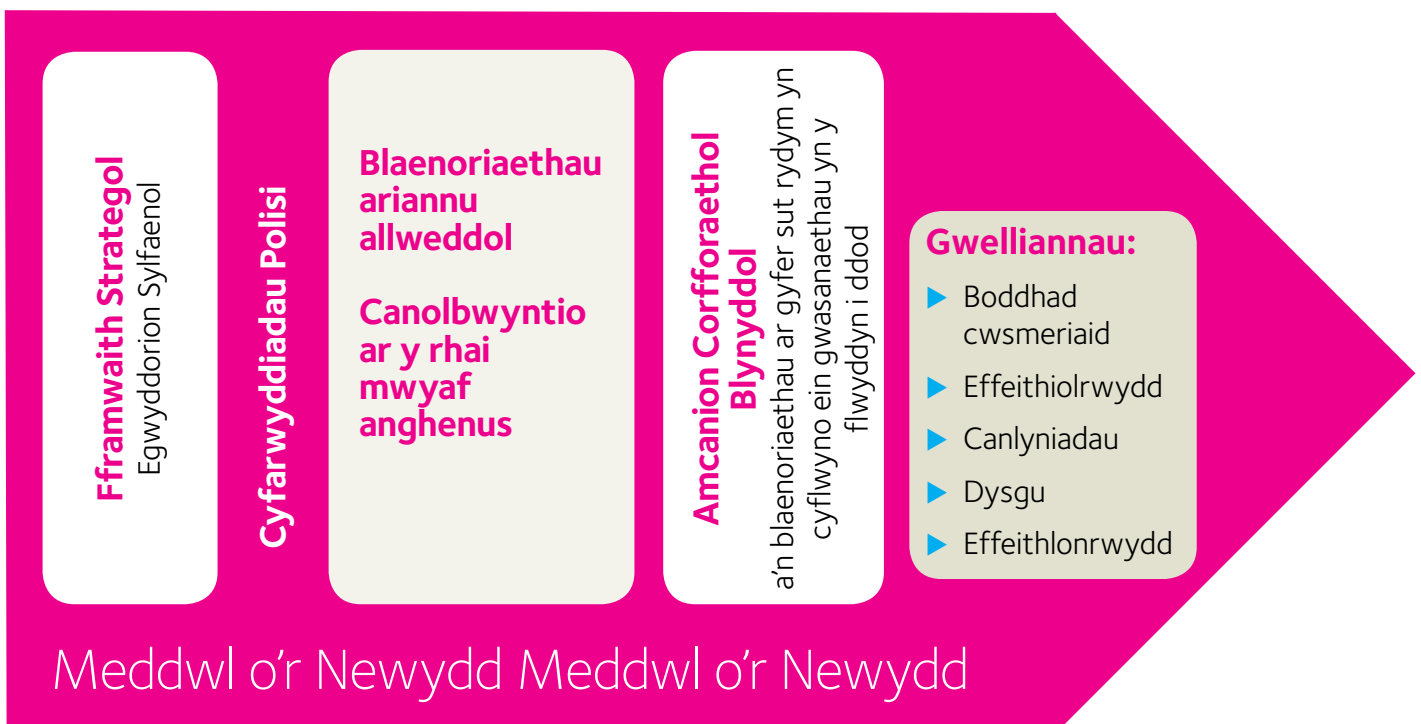 Fframwaith Strategol
Egwyddorion Sylfaenol
Cyfarwyddiadau Polisi
Blaenoriaethau
ariannu
allweddol
Canolbwyntio
ar y rhai
mwyaf
anghenus
Amcanion Corfforaethol
Blynyddol
a'n blaenoriaethau ar gyfer sut rydym yn
cyflwyno ein gwasanaethau yn y
flwyddyn i ddod
Gwelliannau:
Boddhad
cwsmeriaid
Effeithiolrwydd
Canlyniadau
Dysgu
Effeithlonrwydd
Meddwl o'r Newydd Meddwl o'r Newydd